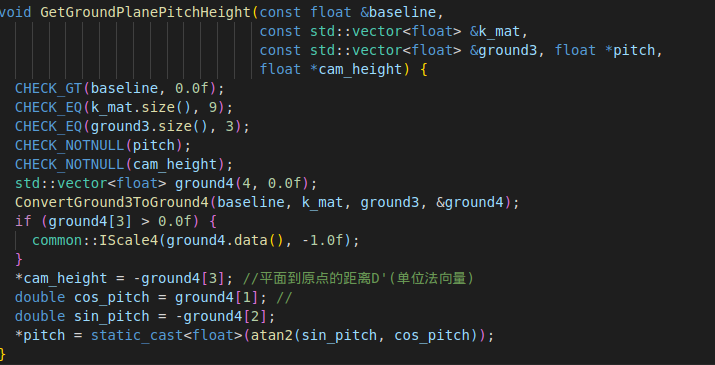 void GetGroundPlanePitchHeight(const float &baseline,
const std::vector<float> &k_mat,
const std::vector<float> &ground3, float *pitch,
float *cam_height) {
CHECK_GT(baseline, 0.0f);
CHECK_EQ(k_mat.size(), 9);
CHECK_EQ(ground3.size(), 3);
CHECK_NOTNULL(pitch);
CHECK_NOTNULL(cam_height);
std::vector<float> ground4(4, 0.0f);
ConvertGround3ToGround4(baseline, k_mat, ground3, &ground4);
if (ground4[3] > 0.0f) {
common::IScale4(ground4.data(), -1.0f);
}
*cam_height = -ground4[3]; //平面到原点的距离D'(单位法向量)
double cos_pitch = ground4[1]; //
double sin_pitch = -ground4[2];
*pitch = static_cast<float>(atan2(sin_pitch, cos_pitch));
}